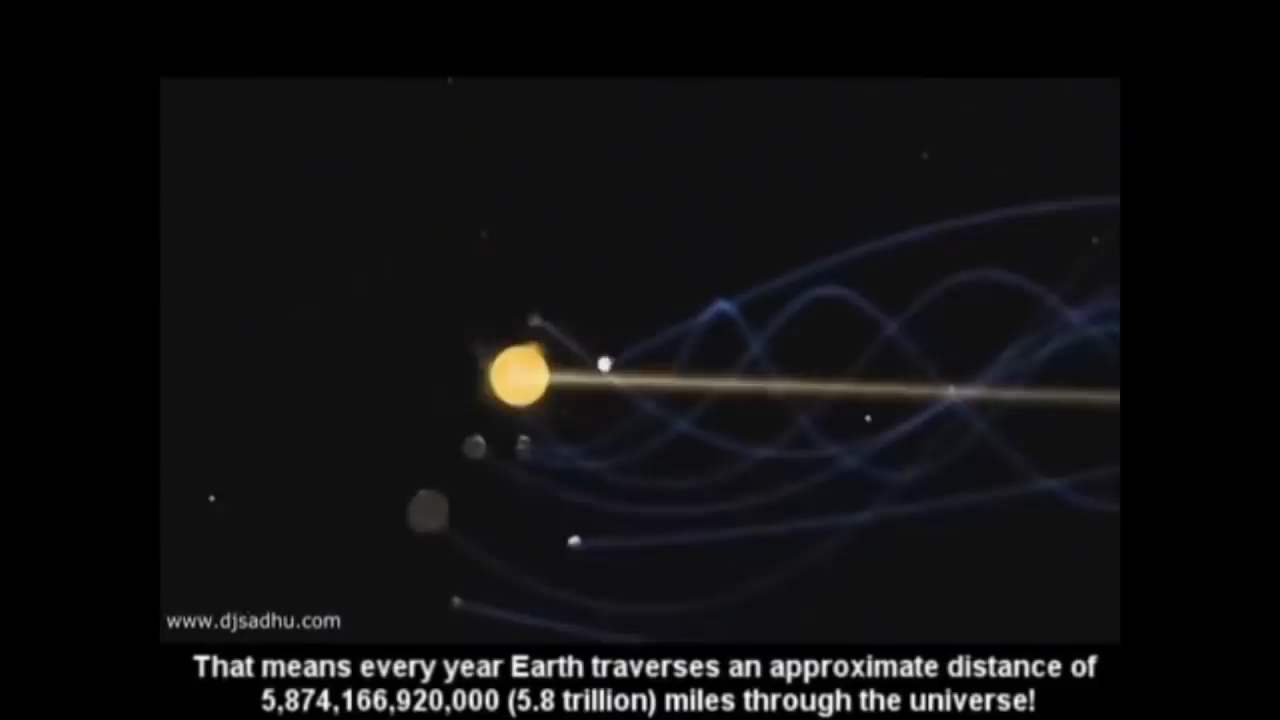 www.djsadhu.com
That means every year Earth traverses an approximate distance of
5,874,166,920,000 (5.8 trillion) miles through the universe!